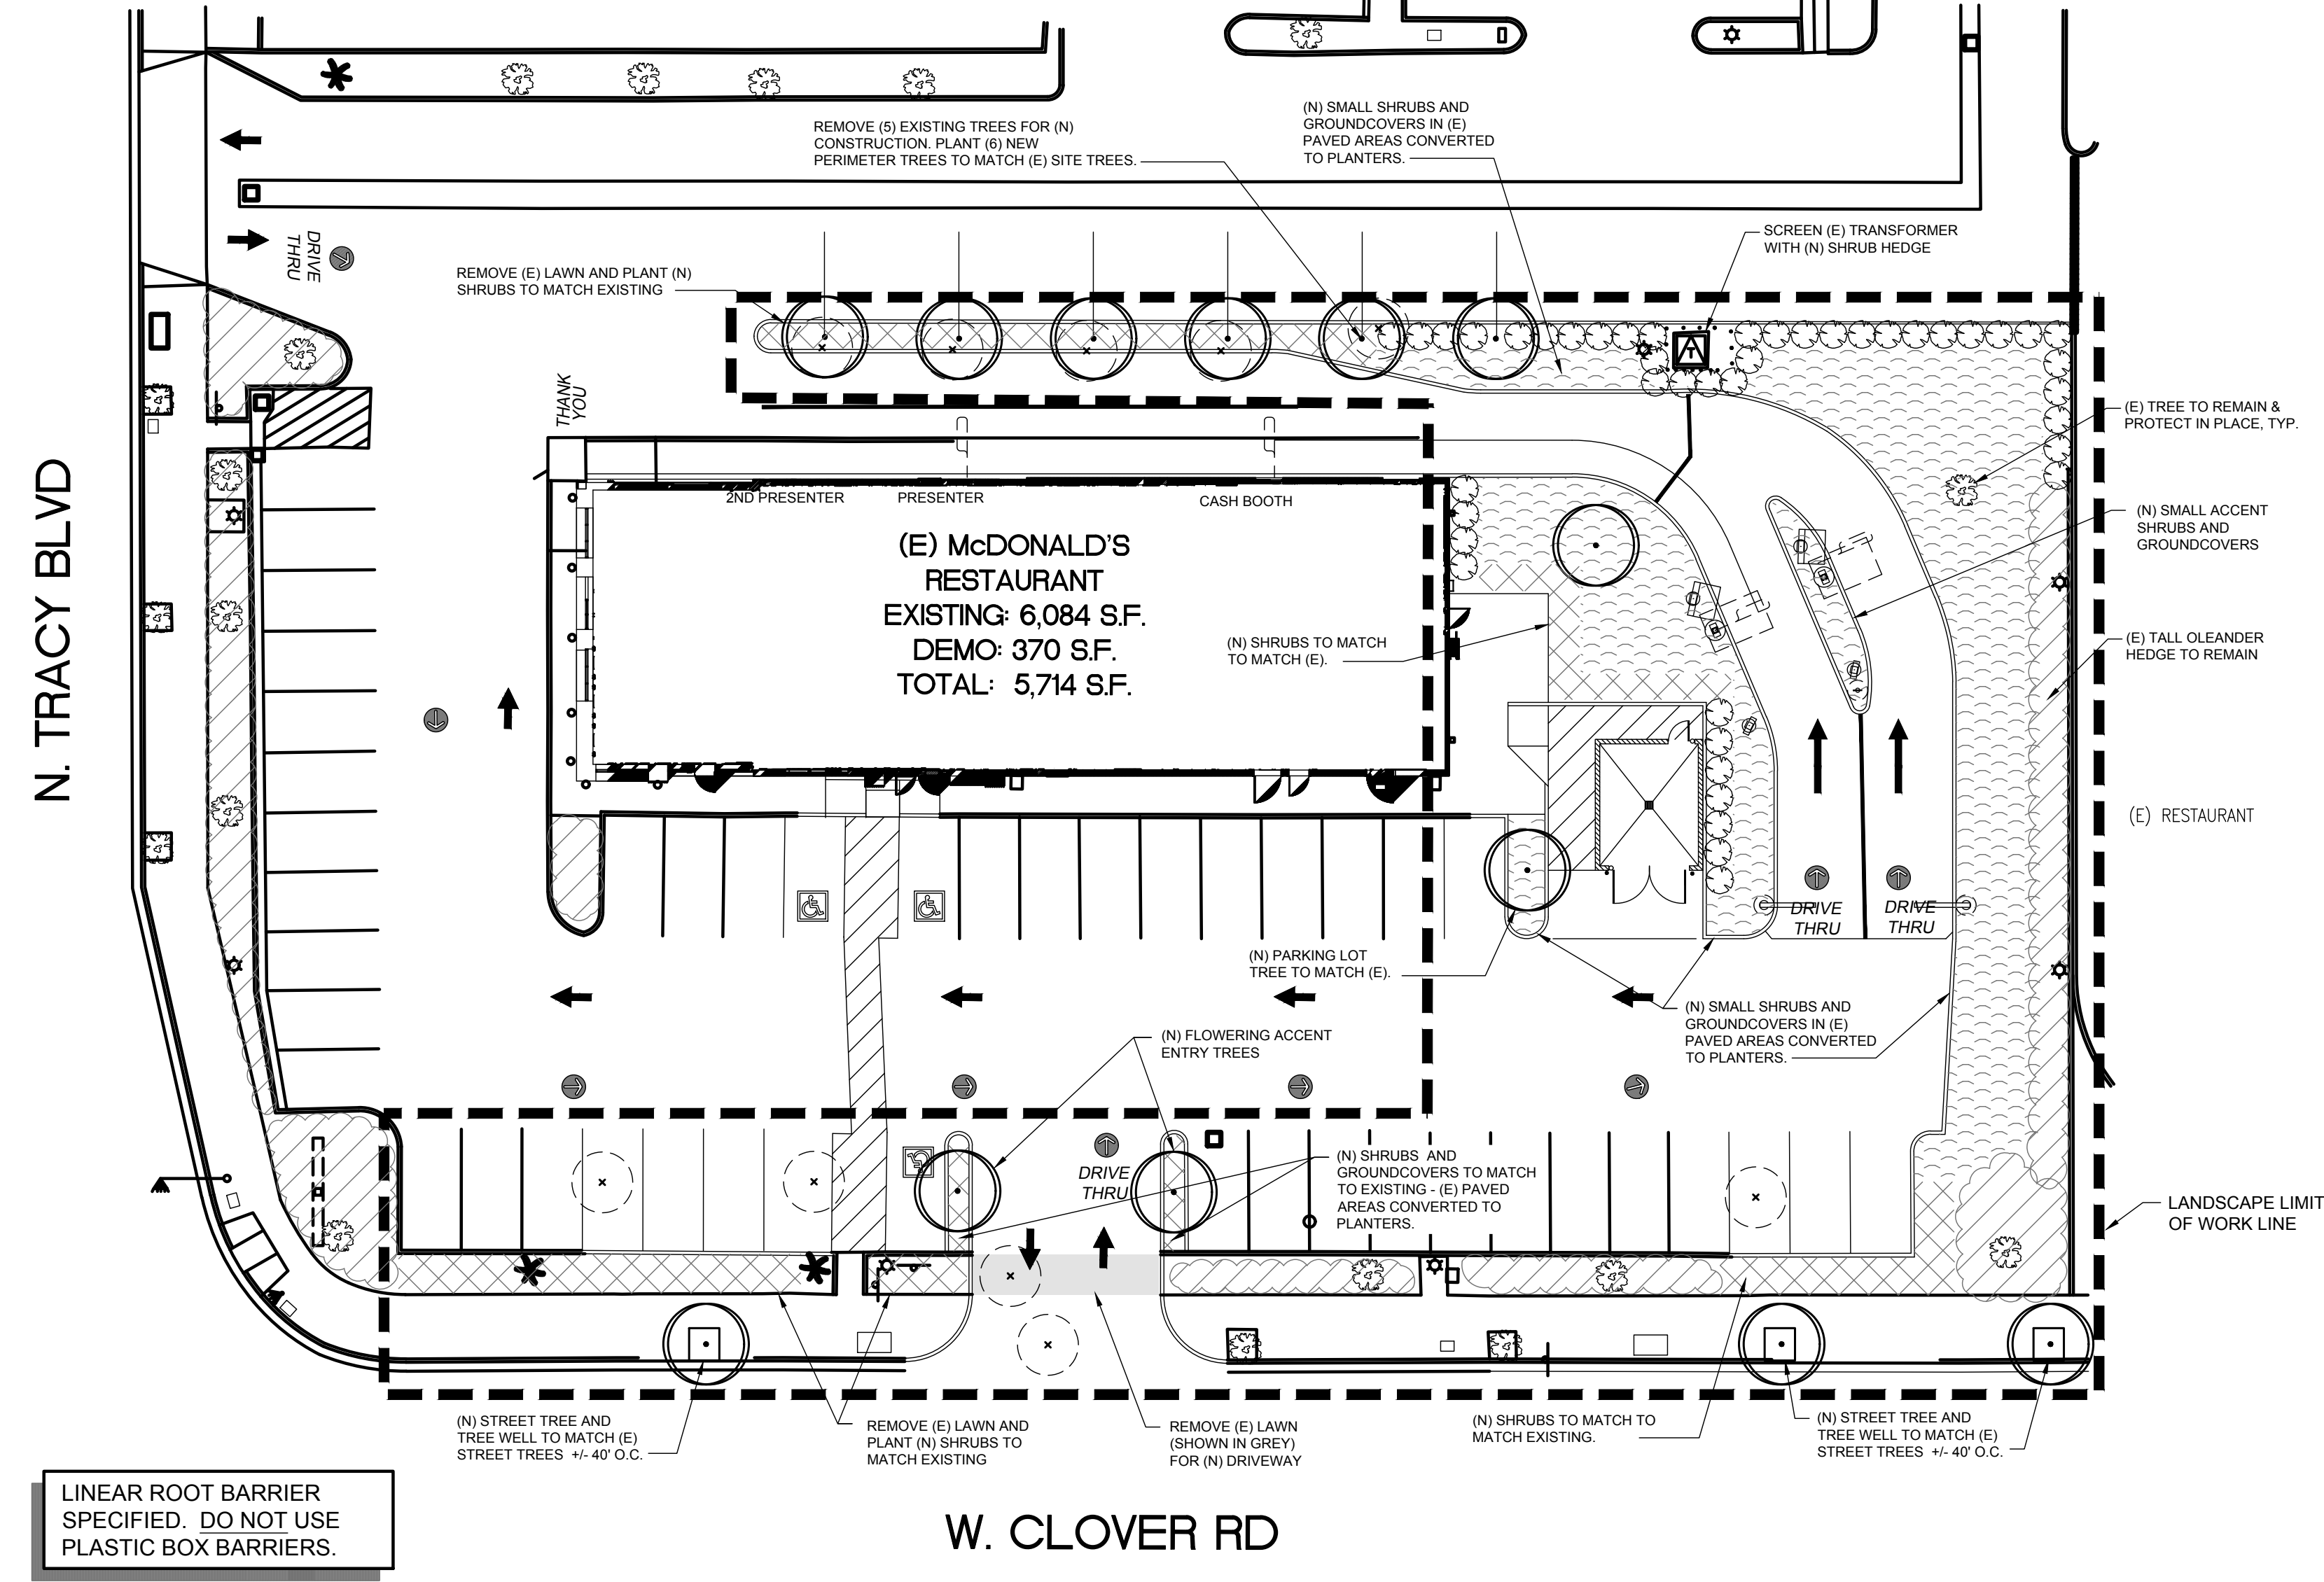 REMOVE (5) EXISTING TREES FOR (N)
CONSTRUCTION. PLANT (6) NEW
PERIMETER TREES TO MATCH (E) SITE TREES.
(N) SMALL SHRUBS AND
GROUNDCOVERS IN (E)
PAVED AREAS CONVERTED
TO PLANTERS.
SCREEN (E) TRANSFORMER
WITH (N) SHRUB HEDGE
DRIVE
THRU
REMOVE (E) LAWN AND PLANT (N)
SHRUBS TO MATCH EXISTING
T
THANK
YOU
(E) TREE TO REMAIN &
PROTECT IN PLACE, TYP.
N. TRACY BLVD
2ND PRESENTER
PRESENTER
CASH BOOTH
(E) McDONALD'S
RESTAURANT
EXISTING: 6,084 S.F.
DEMO: 370 S.F.
TOTAL: 5,714 S.F.
(N) SMALL ACCENT
SHRUBS AND
GROUNDCOVERS
(N) SHRUBS TO MATCH
TO MATCH (E).
(E) TALL OLEANDER
HEDGE TO REMAIN
(E) RESTAURANT
DRIVE
THRU
DRIVE
THRU
(N) PARKING LOT
TREE TO MATCH (E).
(N) SMALL SHRUBS AND
GROUNDCOVERS IN (E)
PAVED AREAS CONVERTED
TO PLANTERS.
(N) FLOWERING ACCENT
ENTRY TREES
DRIVE
THRU
(N) SHRUBS AND
GROUNDCOVERS TO MATCH
TO EXISTING - (E) PAVED
AREAS CONVERTED TO
PLANTERS.
LANDSCAPE LIMIT
OF WORK LINE
(N) STREET TREE AND
TREE WELL TO MATCH (E)
STREET TREES +/- 40' O.C.
REMOVE (E) LAWN AND
PLANT (N) SHRUBS TO
MATCH EXISTING
REMOVE (E) LAWN
(SHOWN IN GREY)
FOR (N) DRIVEWAY
(N) SHRUBS TO MATCH TO
MATCH EXISTING.
(N) STREET TREE AND
TREE WELL TO MATCH (E)
STREET TREES +/- 40' O.C.
LINEAR ROOT BARRIER
SPECIFIED. DO NOT USE
PLASTIC BOX BARRIERS.
W. CLOVER RD